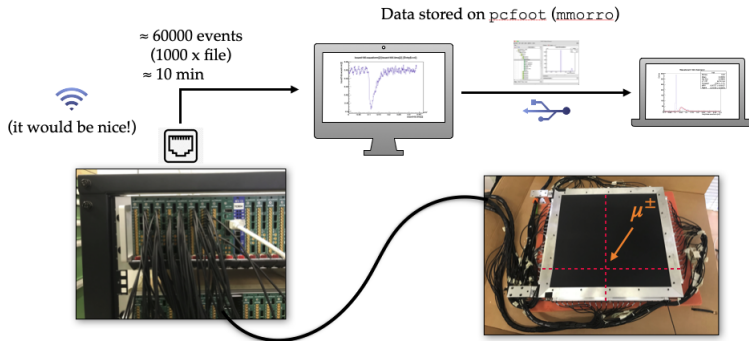 Data stored on pcfoot (mmorro)
≈ 60000 events
(1000 x file)
≈ 10 min
(it would be nice!)
μ±